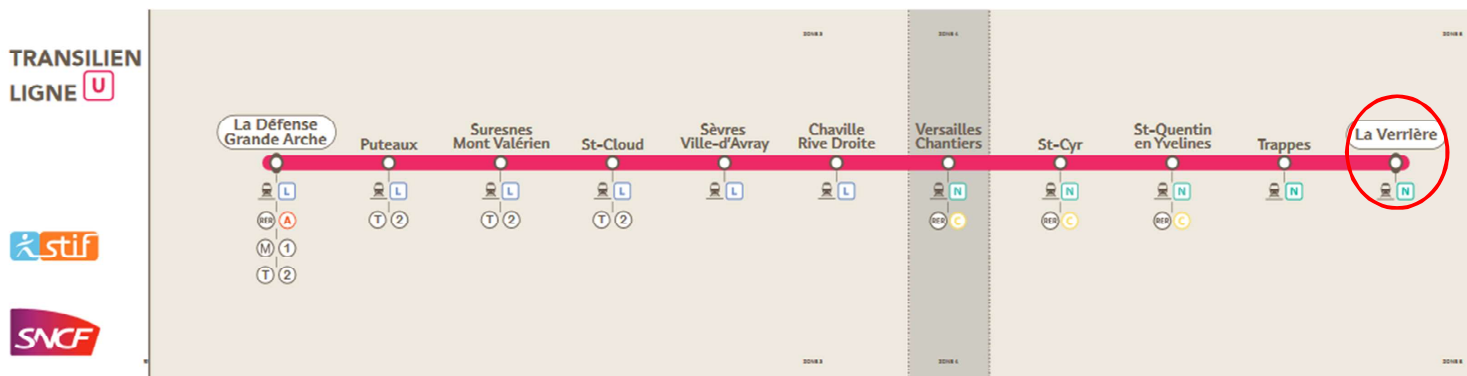 TRANSILIEN
LIGNE U
La Défense
Grande Arche
Puteaux
Suresnes
Mont Valérien
St-Cloud
Sèvres
Ville-d'Avray
Chaville
Rive Droite
Versailles
Chantiers
St-Cyr
St-Quentin
en Yvelines
Trappes
La Verrière
L
L
L
L
L
L
N
N
N
N
N
RER A
T 2
T 2
T 2
RER C
RER C
RER C
M 1
T 2
stif
SNCF